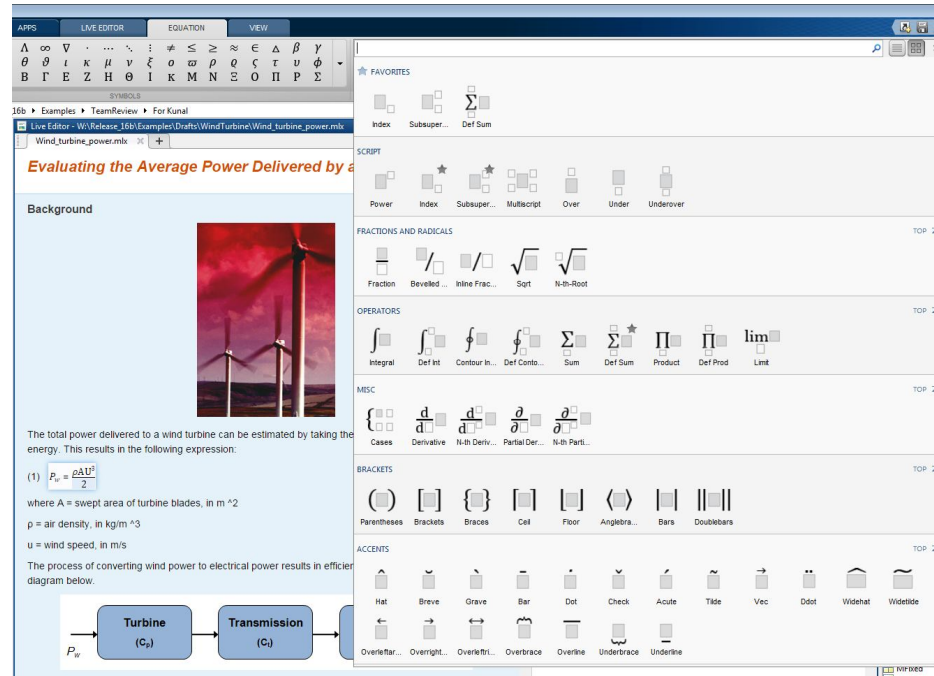 APPS LIVE EDITOR EQUATION VIEW
Λ ∞ ∇ · ⋯ ⋱ ⋮ ≠ ≤ ≥ ≈ ∈ Δ β γ
θ ϑ ι κ μ ν ξ ο ϖ ρ ϱ ς τ υ ϕ
Β Γ Ε Ζ Η Θ Ι Κ Μ Ν Ξ Ο Π Ρ Σ
SYMBOLS
16b ▸ Examples ▸ TeamReview ▸ For Kunal
Live Editor - W:\Release_16b\Examples\Drafts\WindTurbine\Wind_turbine_power.mlx
Wind_turbine_power.mlx × +
Evaluating the Average Power Delivered by a
Background
The total power delivered to a wind turbine can be estimated by taking the
energy. This results in the following expression:
(1) P_w = ρAU³/2
where A = swept area of turbine blades, in m ^2
ρ = air density, in kg/m ^3
u = wind speed, in m/s
The process of converting wind power to electrical power results in efficien
diagram below.
P_w
Turbine
(C_p)
Transmission
(C_t)
FAVORITES
Index Subsuper... Def Sum
SCRIPT
Power Index Subsuper... Multiscript Over Under Underover
FRACTIONS AND RADICALS TOP
Fraction Bevelled ... Inline Frac... Sqrt N-th-Root
OPERATORS TOP
Integral Def Int Contour In... Def Conto... Sum Def Sum Product Def Prod Limit
MISC TOP
Cases Derivative N-th Deriv... Partial Der... N-th Parti...
BRACKETS TOP
Parentheses Brackets Braces Ceil Floor Anglebra... Bars Doublebars
ACCENTS TOP
Hat Breve Grave Bar Dot Check Acute Tilde Vec Ddot Widehat Widetilde
Overleftar... Overright... Overleftri... Overbrace Overline Underbrace Underline